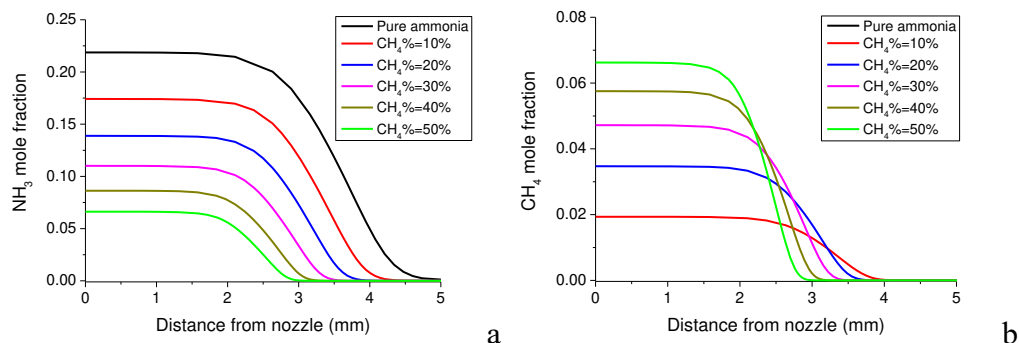 0.25
0.20
0.15
0.10
0.05
0.00
NH3 mole fraction
0 1 2 3 4 5
Distance from nozzle (mm)
Pure ammonia
CH4%=10%
CH4%=20%
CH4%=30%
CH4%=40%
CH4%=50%
a
0.08
0.06
0.04
0.02
0.00
CH4 mole fraction
0 1 2 3 4 5
Distance from nozzle (mm)
Pure ammonia
CH4%=10%
CH4%=20%
CH4%=30%
CH4%=40%
CH4%=50%
b